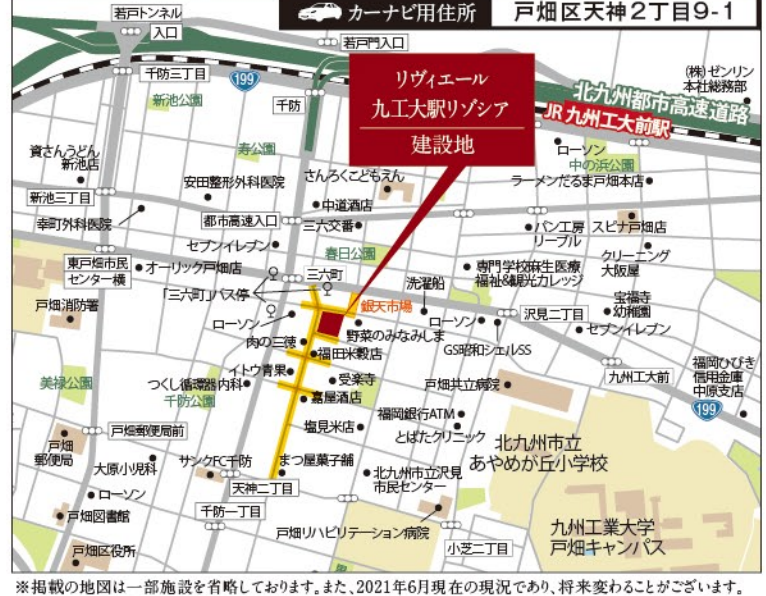 カーナビ用住所
戸畑区天神2丁目9-1
若戸トンネル
入口
若戸門入口
千防三丁目
199
新池公園
千防
リヴィエール
九工大駅リゾシア
建設地
(株)ゼンリン
本社総務部
北九州都市高速道路
JR 九州工大前駅
資さんうどん
新池店
寿公園
安田整形外科医院
さんろくこどもえん
ローソン
中の浜公園
ラーメンだるま戸畑本店
新池三丁目
幸町外科医院
都市高速入口
中道酒店
三六交番
パン工房
リーブル
スピナ戸畑店
セブンイレブン
春日公園
クリーニング
大阪屋
東戸畑市民
センター横
オーリック戸畑店
三六町
洗濯船
専門学校麻生医療
福祉&観光カレッジ
「三六町」バス停
銀天市場
宝福寺
幼稚園
戸畑消防署
ローソン
野菜のみなみしま
ローソン
沢見二丁目
セブンイレブン
肉の三徳
福田米穀店
GS昭和シェルSS
イトウ青果
九州工大前
福岡ひびき
信用金庫
中原支店
美禄公園
つくし循環器内科
受楽寺
戸畑共立病院
千防公園
嘉屋酒店
199
福岡銀行ATM
戸畑郵便局前
塩見米店
とばたクリニック
戸畑
郵便局
北九州市立
あやめが丘小学校
大原小児科
サンクFC千防
まつ屋菓子舗
北九州市立沢見
市民センター
ローソン
天神二丁目
戸畑図書館
千防一丁目
戸畑リハビリテーション病院
九州工業大学
戸畑キャンパス
戸畑区役所
小芝二丁目
※掲載の地図は一部施設を省略しております。また、2021年6月現在の現況であり、将来変わることがございます。